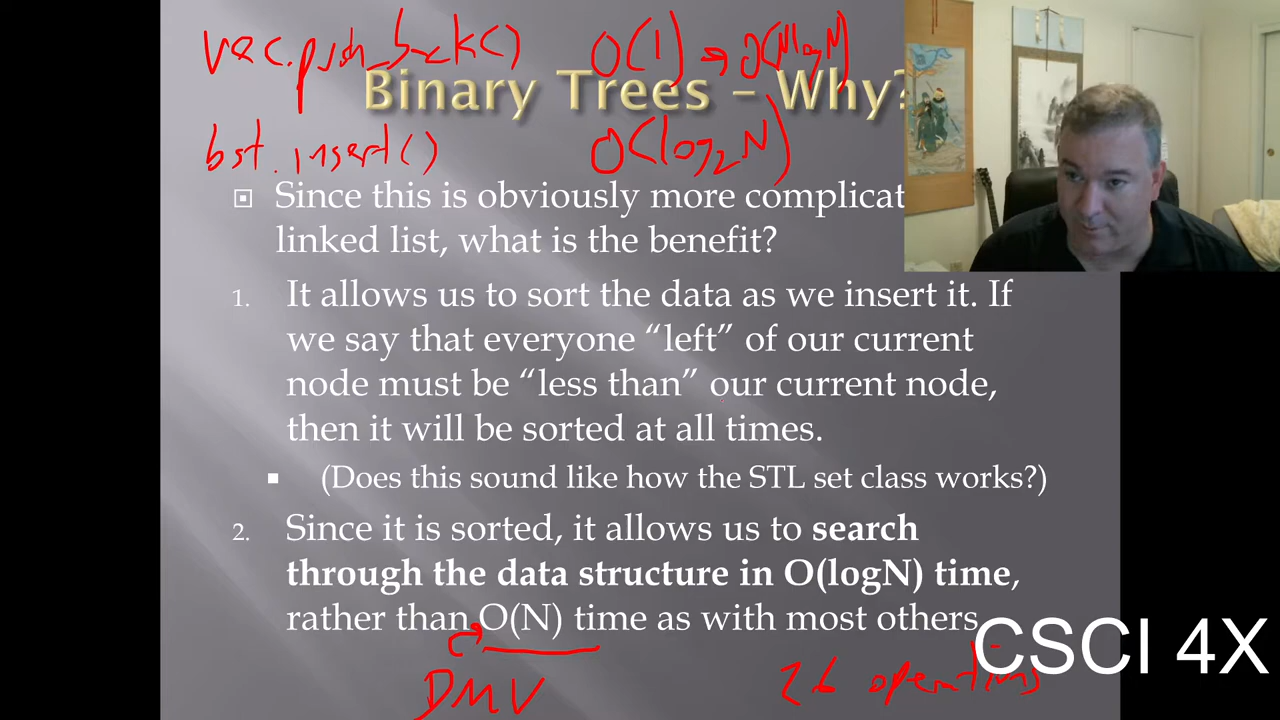 vec.push_back() O(1) → O(NlogN)
Binary Trees – Why?
bst.insert() O(log₂N)
Since this is obviously more complicat
linked list, what is the benefit?
1. It allows us to sort the data as we insert it. If
we say that everyone “left” of our current
node must be “less than” our current node,
then it will be sorted at all times.
(Does this sound like how the STL set class works?)
2. Since it is sorted, it allows us to search
through the data structure in O(logN) time,
rather than O(N) time as with most others.
CSCI 4X
DMV
26 operations